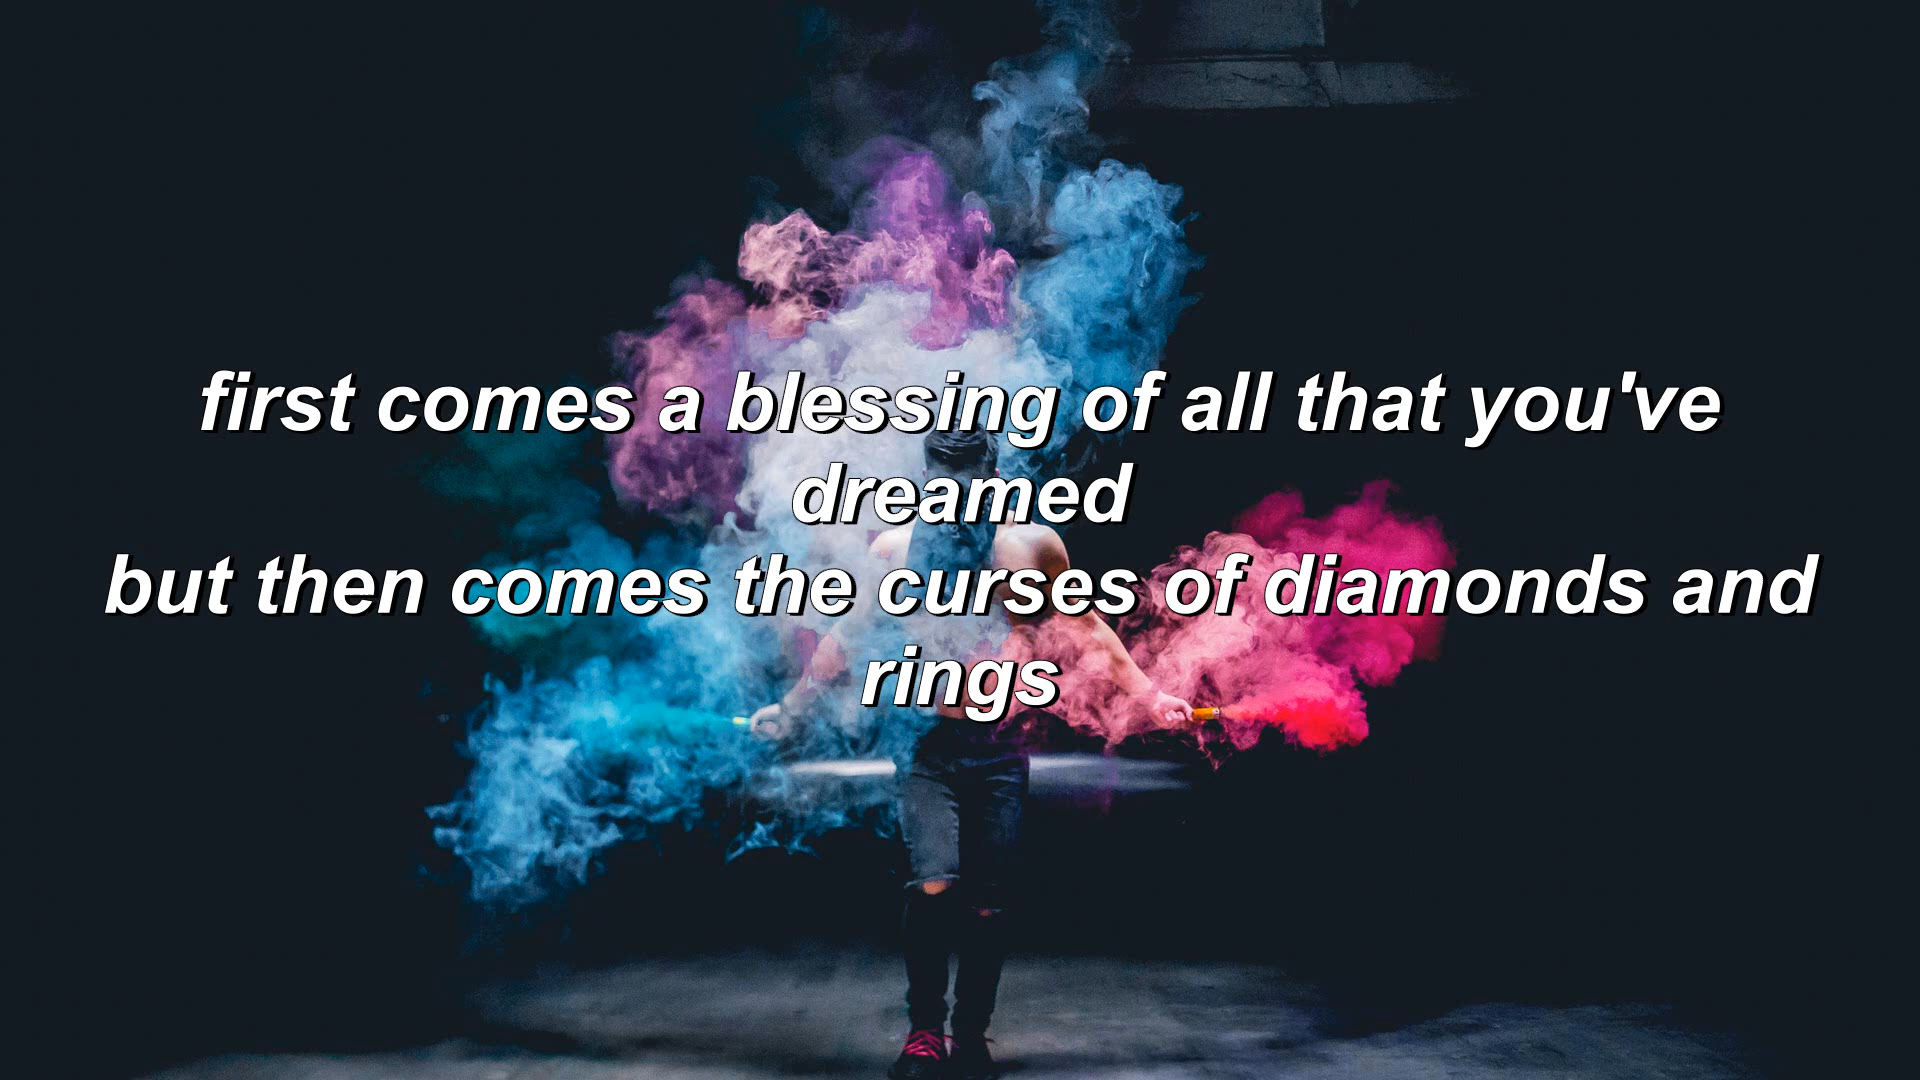 first comes a blessing of all that you've
dreamed
but then comes the curses of diamonds and
rings